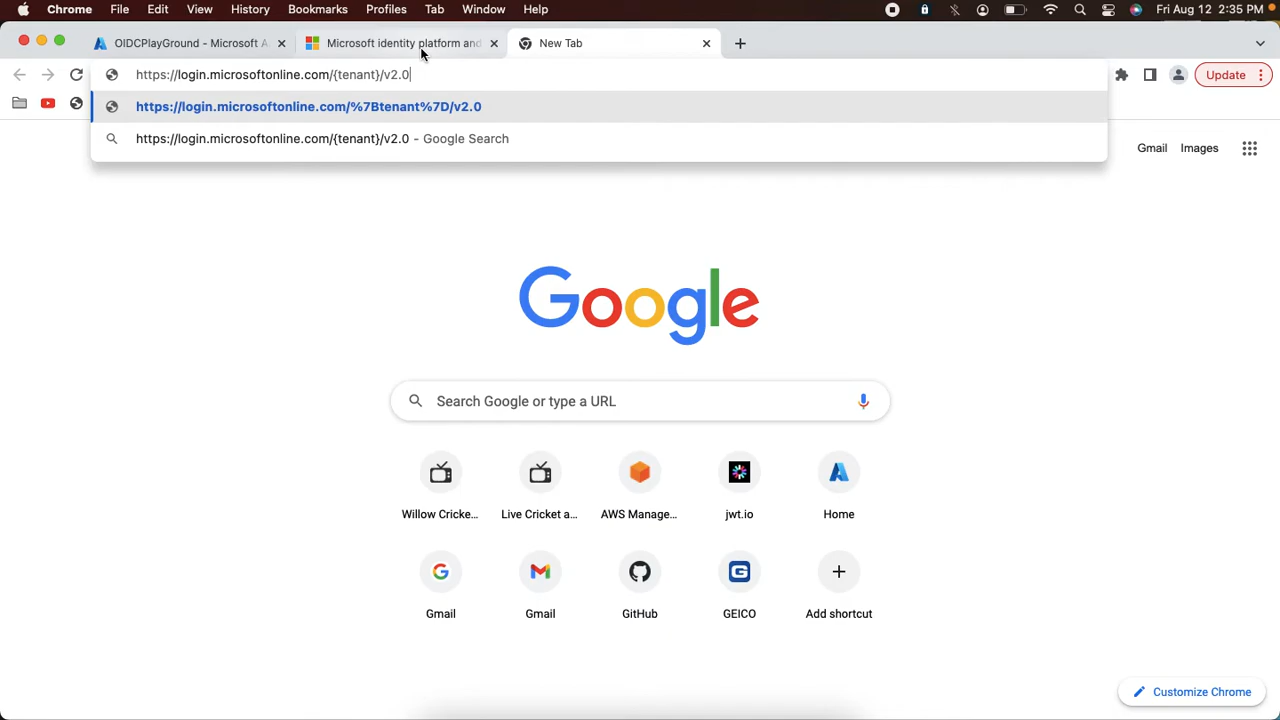 Chrome File Edit View History Bookmarks Profiles Tab Window Help Fri Aug 12 2:35 PM
OIDCPlayGround - Microsoft A Microsoft identity platform and New Tab
https://login.microsoftonline.com/{tenant}/v2.0 Update
https://login.microsoftonline.com/%7Btenant%7D/v2.0
https://login.microsoftonline.com/{tenant}/v2.0 - Google Search
Gmail Images
Google
Search Google or type a URL
Willow Cricke... Live Cricket a... AWS Manage... jwt.io Home
Gmail Gmail GitHub GEICO Add shortcut
Customize Chrome